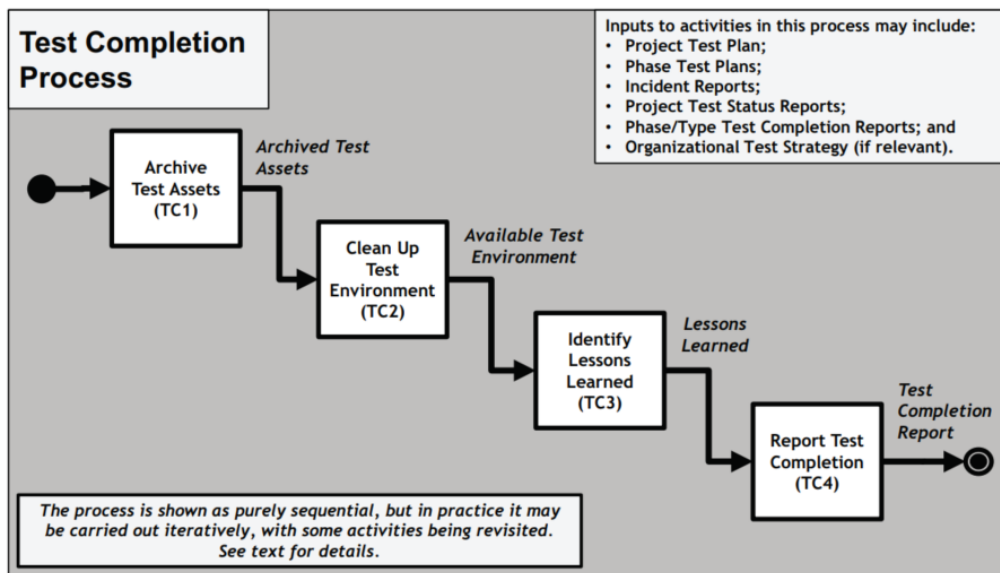 Test Completion
Process
Inputs to activities in this process may include:
• Project Test Plan;
• Phase Test Plans;
• Incident Reports;
• Project Test Status Reports;
• Phase/Type Test Completion Reports; and
• Organizational Test Strategy (if relevant).
Archive
Test Assets
(TC1)
Archived Test
Assets
Clean Up
Test
Environment
(TC2)
Available Test
Environment
Identify
Lessons
Learned
(TC3)
Lessons
Learned
Report Test
Completion
(TC4)
Test
Completion
Report
The process is shown as purely sequential, but in practice it may
be carried out iteratively, with some activities being revisited.
See text for details.